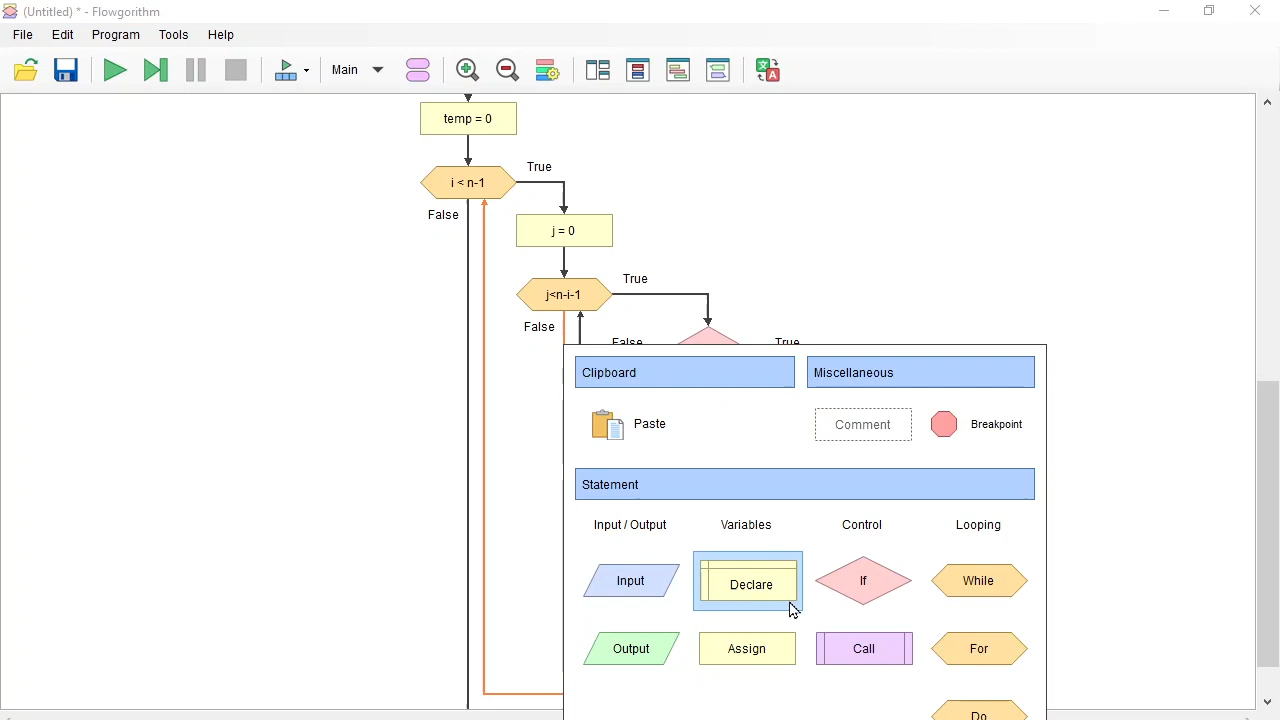 (Untitled) * - Flowgorithm
File Edit Program Tools Help
Main
temp = 0
True
i < n-1
False
j = 0
True
j<n-i-1
False
False True
Clipboard Miscellaneous
Paste Comment Breakpoint
Statement
Input / Output Variables Control Looping
Input Declare If While
Output Assign Call For
Do